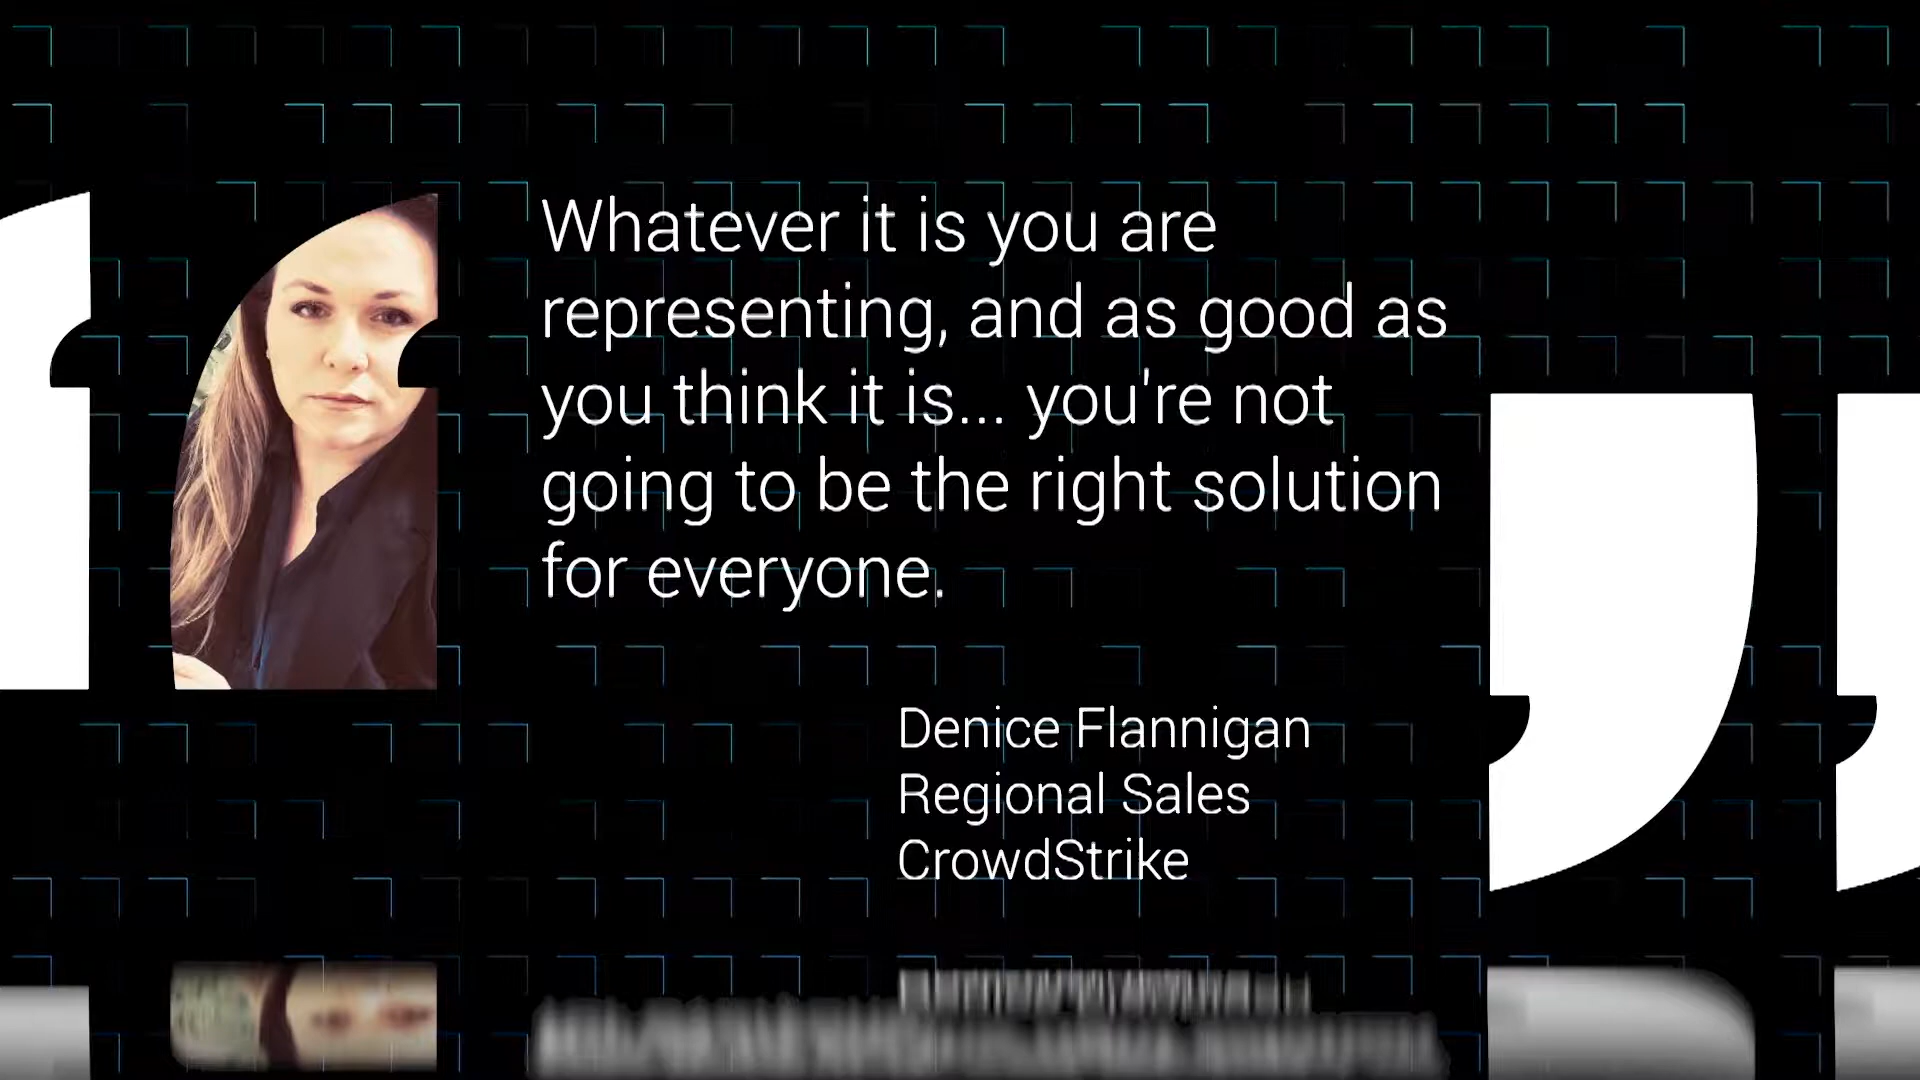 Whatever it is you are
representing, and as good as
you think it is... you're not
going to be the right solution
for everyone.
Denice Flannigan
Regional Sales
CrowdStrike